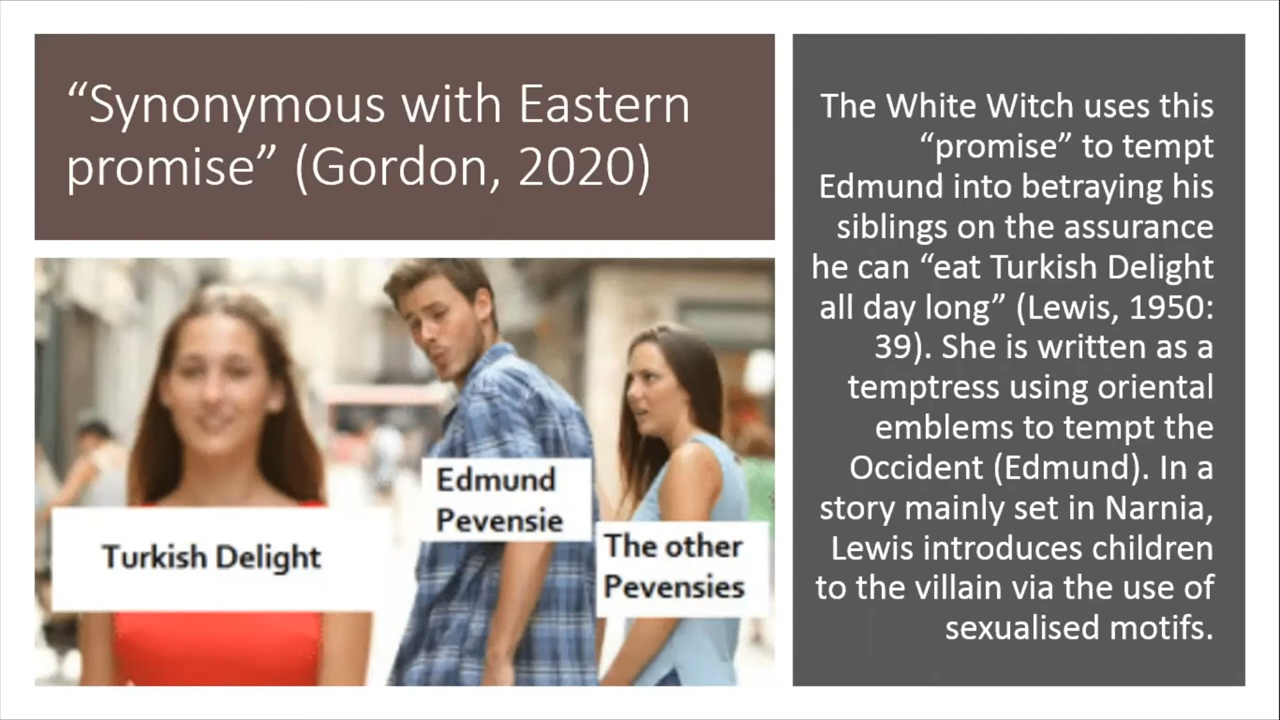 “Synonymous with Eastern
promise” (Gordon, 2020)
Turkish Delight
Edmund
Pevensie
The other
Pevensies
The White Witch uses this
“promise” to tempt
Edmund into betraying his
siblings on the assurance
he can “eat Turkish Delight
all day long” (Lewis, 1950:
39). She is written as a
temptress using oriental
emblems to tempt the
Occident (Edmund). In a
story mainly set in Narnia,
Lewis introduces children
to the villain via the use of
sexualised motifs.